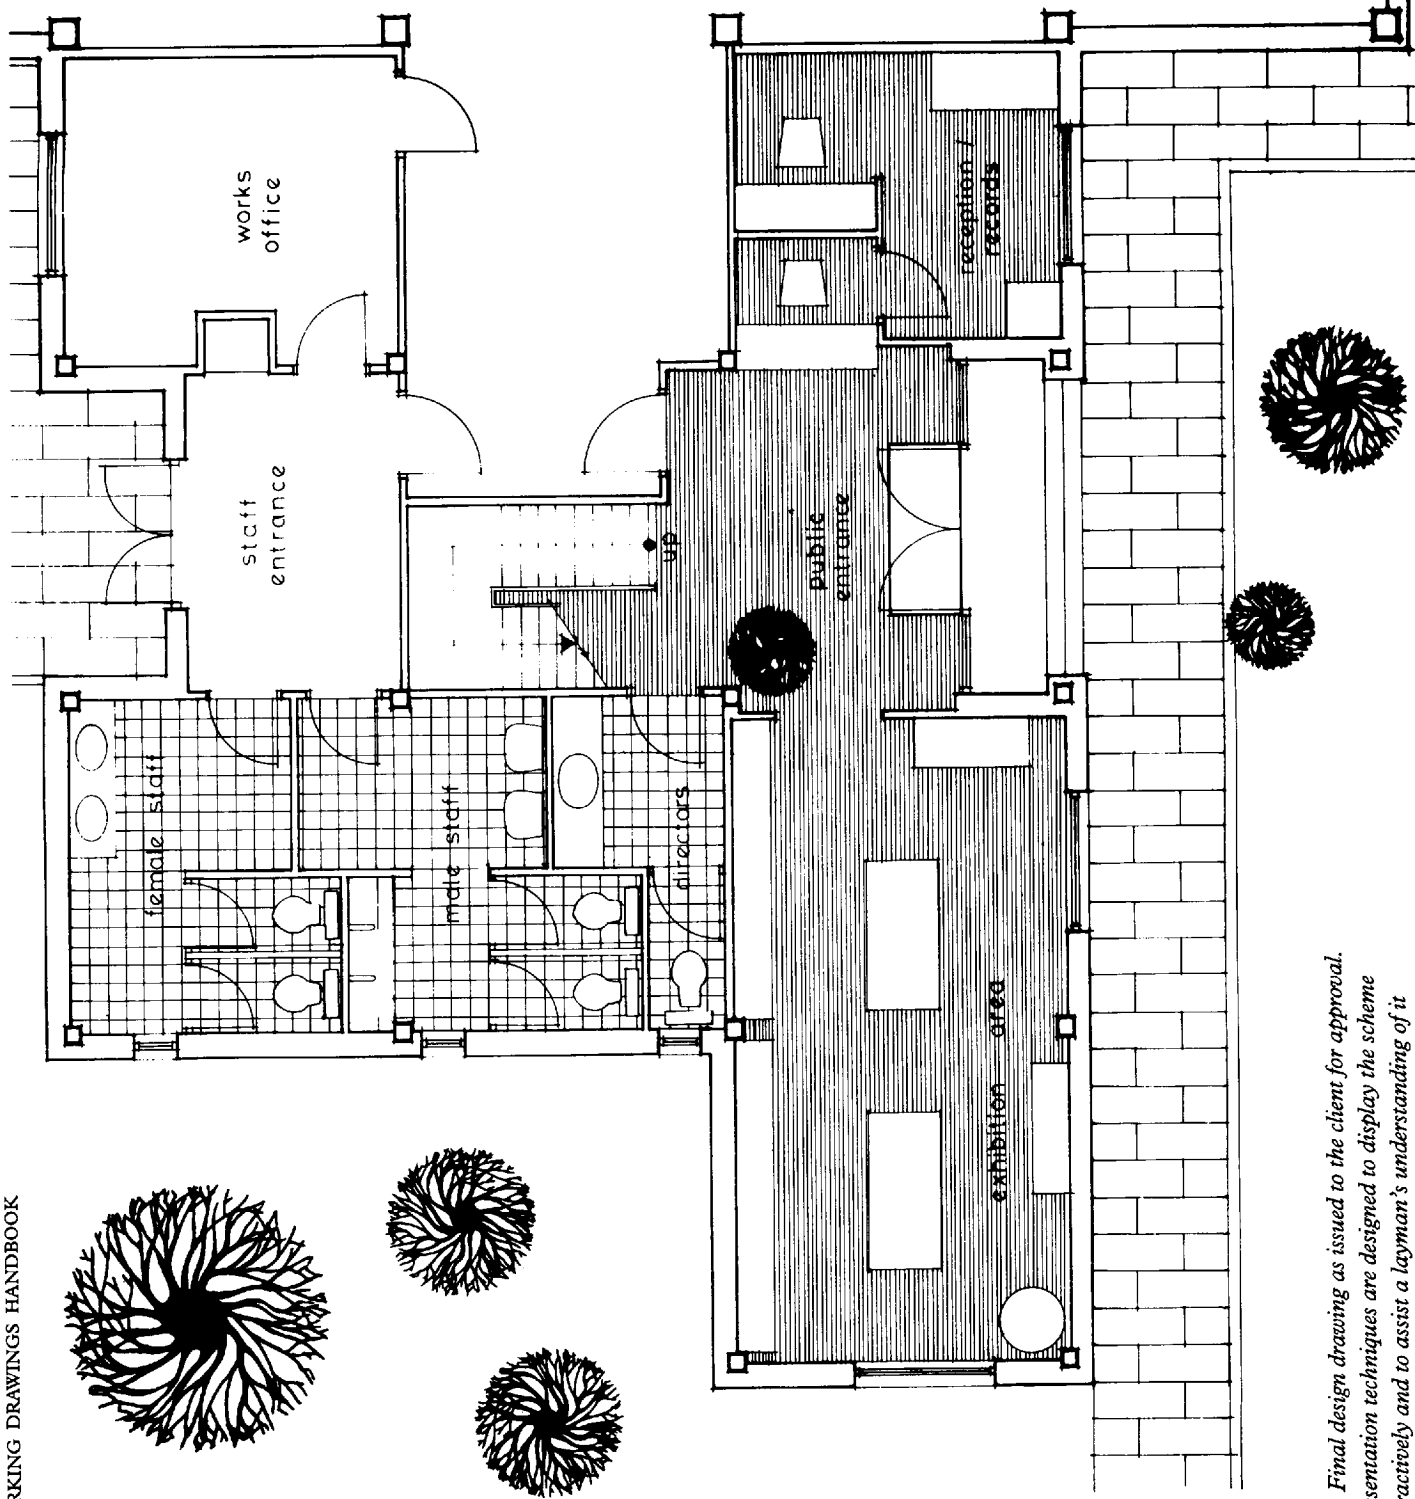 RKING DRAWINGS HANDBOOK
works
office
staff
entrance
reception /
records
up
public
entrance
female staff
male staff
directors
exhibition area
Final design drawing as issued to the client for approval.
sentation techniques are designed to display the scheme
ractively and to assist a layman's understanding of it